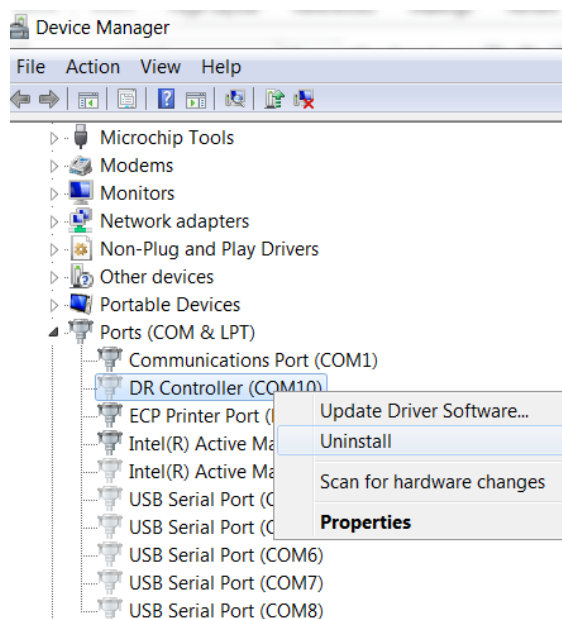 Device Manager
File Action View Help
Microchip Tools
Modems
Monitors
Network adapters
Non-Plug and Play Drivers
Other devices
Portable Devices
Ports (COM & LPT)
Communications Port (COM1)
DR Controller (COM10)
ECP Printer Port (
Intel(R) Active
Intel(R) Active
USB Serial Port (
USB Serial Port (
USB Serial Port (COM6)
USB Serial Port (COM7)
USB Serial Port (COM8)
Update Driver Software...
Uninstall
Scan for hardware changes
Properties